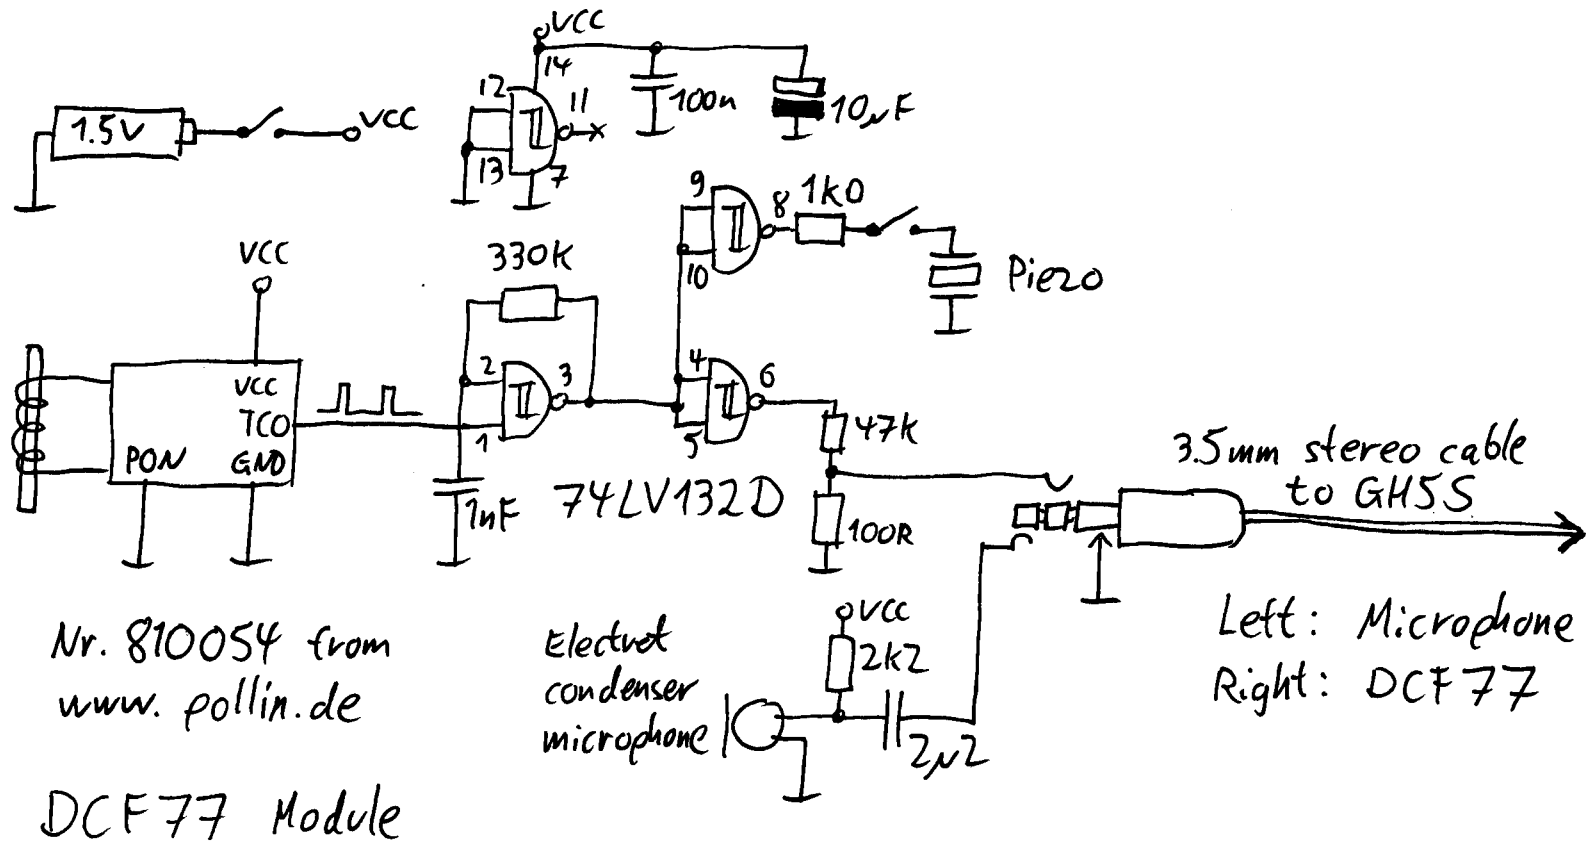 VCC
14
12
11
100n
10µF
1.5V
VCC
13
7
9
8
1k0
10
Piezo
VCC
330K
2
3
4
6
VCC
TCO
1
5
47K
PON
GND
3.5mm stereo cable
to GH5S
1nF
74LV132D
100R
Nr. 810054 from
www.pollin.de
Electret
condenser
microphone
VCC
2k2
2µ2
Left: Microphone
Right: DCF77
DCF77 Module